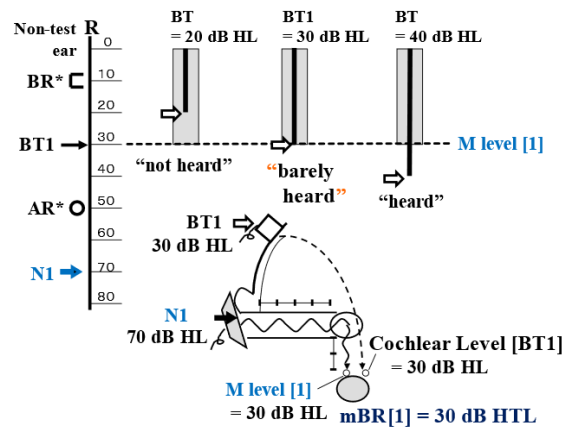 Non-test R
ear
BR*
BT1
AR*
N1
0
10
20
30
40
50
60
70
80
BT
= 20 dB HL
BT1
= 30 dB HL
BT
= 40 dB HL
M level [1]
“not heard”
“barely
heard”
“heard”
BT1
30 dB HL
N1
70 dB HL
Cochlear Level [BT1]
= 30 dB HL
M level [1]
= 30 dB HL
mBR[1] = 30 dB HTL